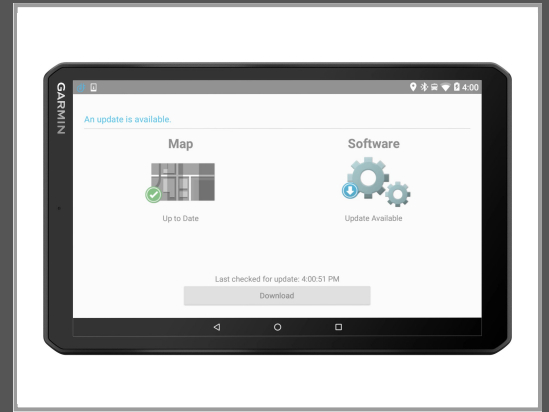 GARMIN
4:00
An update is available.
Map
Software
Up to Date
Update Available
Last checked for update: 4:00:51 PM
Download